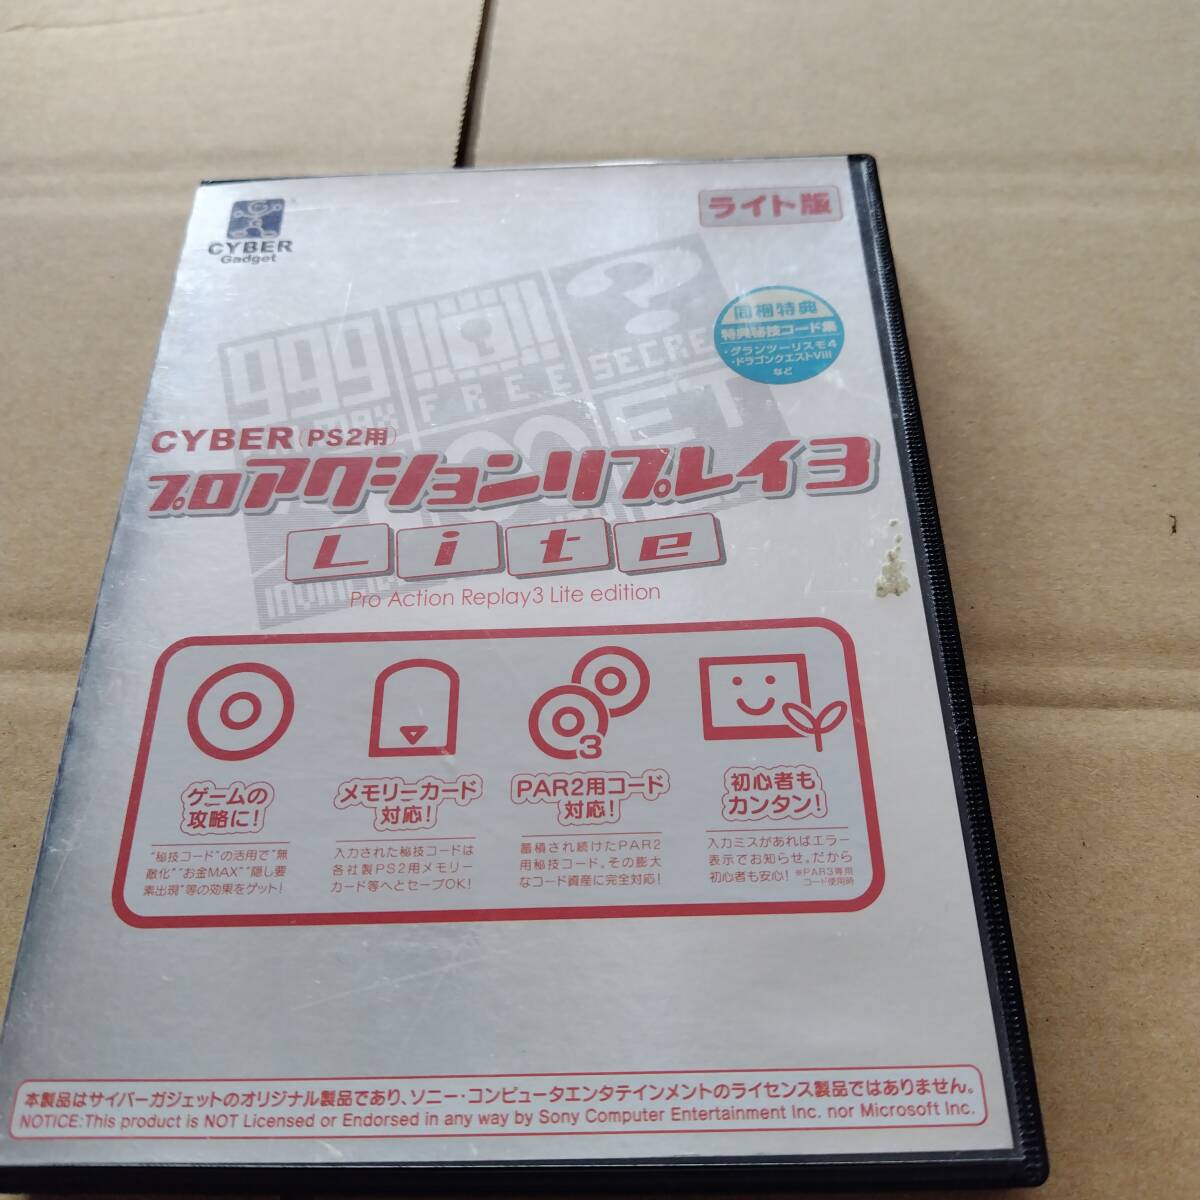 CYBER
Gadget
ライト版
同梱特典
特典秘技コード集
・グランツーリスモ4
・ドラゴンクエストVIII
など
999
MAX
FREE
SECRE
ET
CYBER(PS2用)
プロアクションリプレイ3
Lite
Pro Action Replay3 Lite edition
ゲームの
攻略に!
"秘技コード"の活用で"無
敵化""お金MAX""隠し要
素出現"等の効果をゲット!
メモリーカード
対応!
入力された秘技コードは
各社製PS2用メモリー
カード等へとセーブOK!
3
PAR2用コード
対応!
蓄積され続けたPAR2
用秘技コード。その膨大
なコード資産に完全対応!
初心者も
カンタン!
入力ミスがあればエラー
表示でお知らせ。だから
初心者も安心! ※PAR3専用
コード使用時
本製品はサイバーガジェットのオリジナル製品であり、ソニー・コンピュータエンタテインメントのライセンス製品ではありません。
NOTICE:This product is NOT Licensed or Endorsed in any way by Sony Computer Entertainment Inc. nor Microsoft Inc.